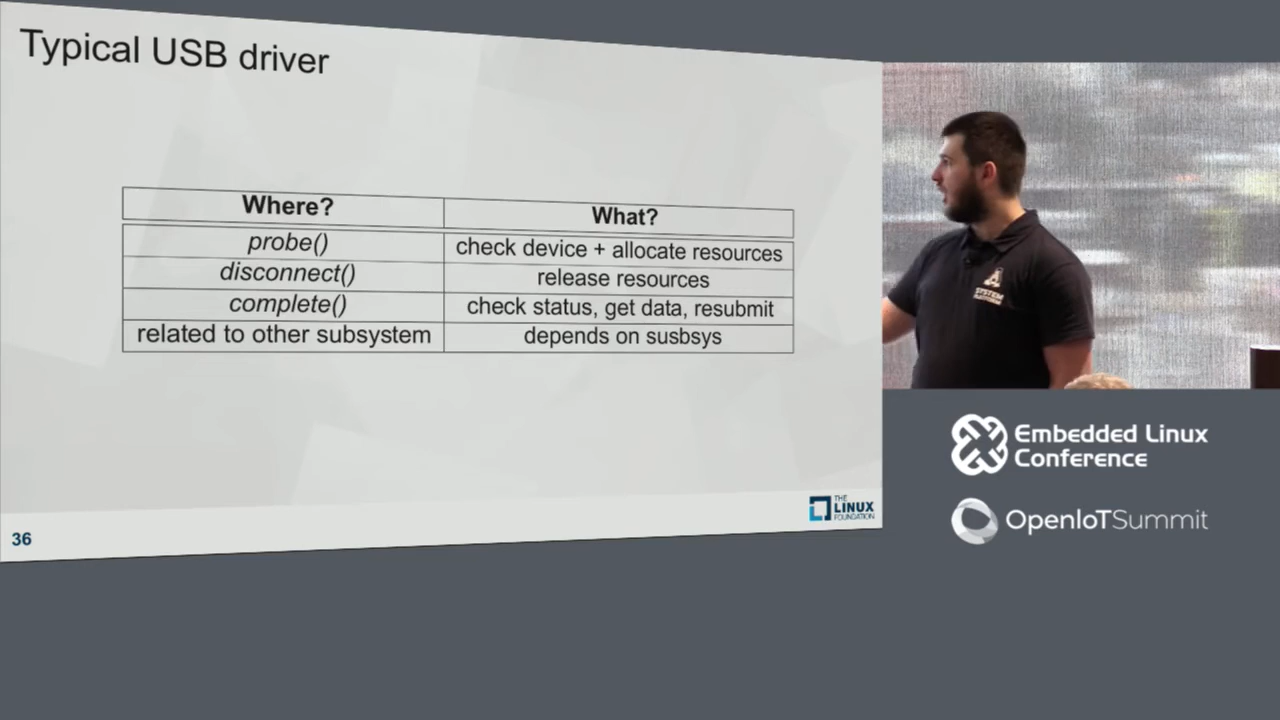 Typical USB driver
Where? What?
probe() check device + allocate resources
disconnect() release resources
complete() check status, get data, resubmit
related to other subsystem depends on susbsys
36
THE
LINUX
FOUNDATION
A
SYSTEM
Embedded Linux
Conference
OpenIoTSummit